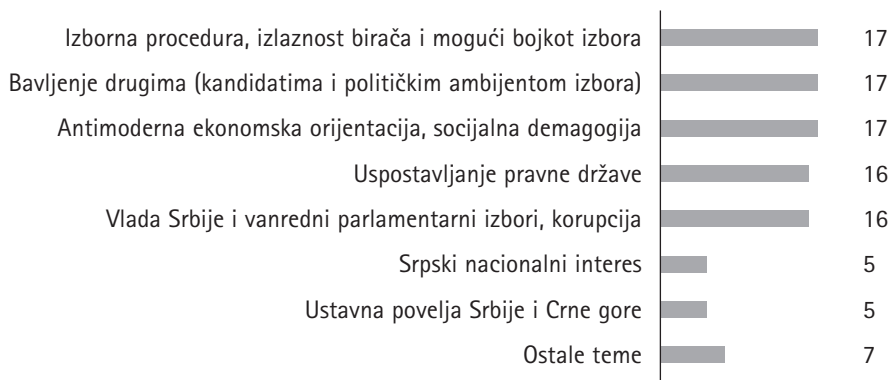 Izborna procedura, izlaznost birača i mogući bojkot izbora 17
Bavljenje drugima (kandidatima i političkim ambijentom izbora) 17
Antimoderna ekonomska orijentacija, socijalna demagogija 17
Uspostavljanje pravne države 16
Vlada Srbije i vanredni parlamentarni izbori, korupcija 16
Srpski nacionalni interes 5
Ustavna povelja Srbije i Crne gore 5
Ostale teme 7